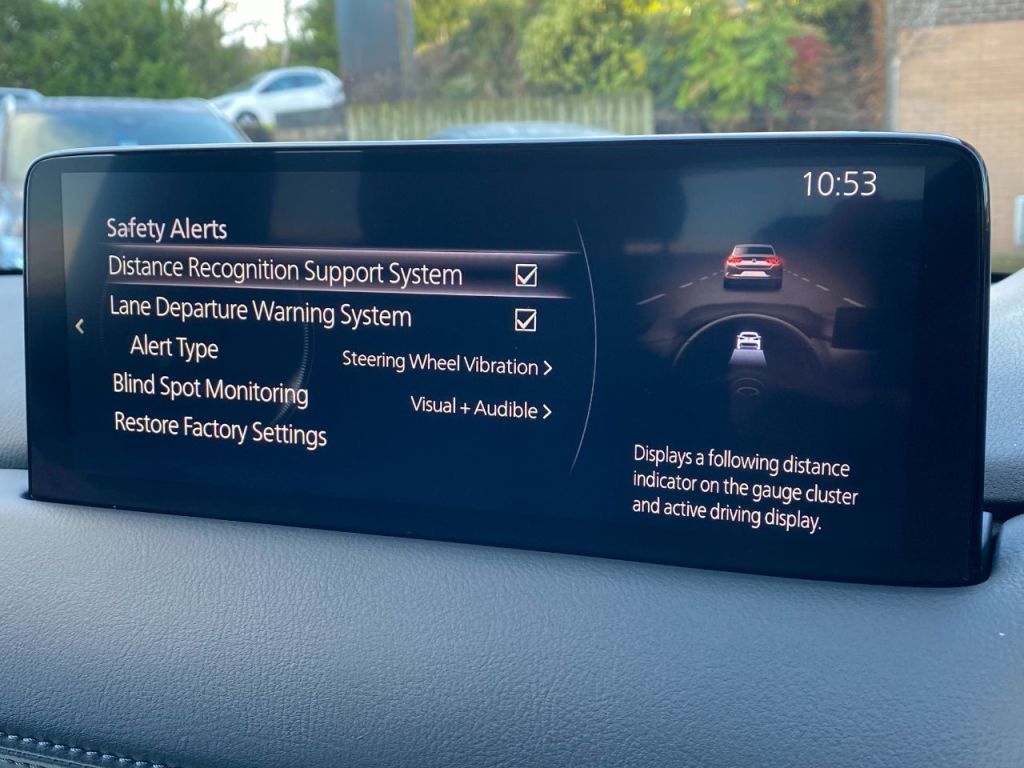 10:53
Safety Alerts
Distance Recognition Support System
Lane Departure Warning System
Alert Type
Steering Wheel Vibration >
Blind Spot Monitoring
Visual + Audible >
Restore Factory Settings
Displays a following distance
indicator on the gauge cluster
and active driving display.